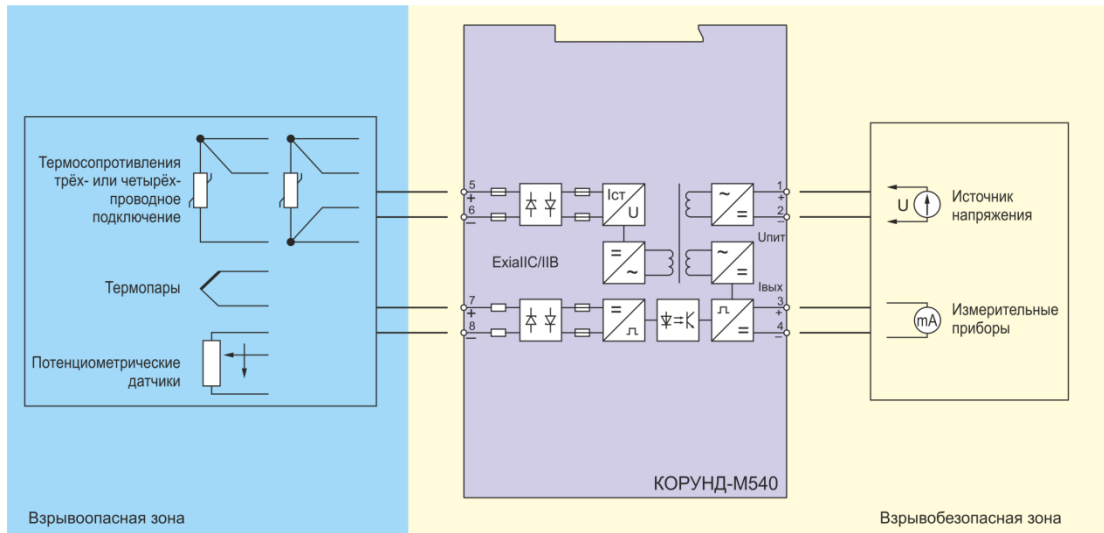 Термосопротивления
трёх- или четырёх-
проводное
подключение
Термопары
Потенциометрические
датчики
Взрывоопасная зона
5
+
6
–
Iст
U
=
~
ExiaIIC/IIB
7
+
8
–
=
~
=
1
+
2
–
Uпит
~
=
Iвых
3
+
4
–
=
КОРУНД-М540
U
Источник
напряжения
mA
Измерительные
приборы
Взрывобезопасная зона